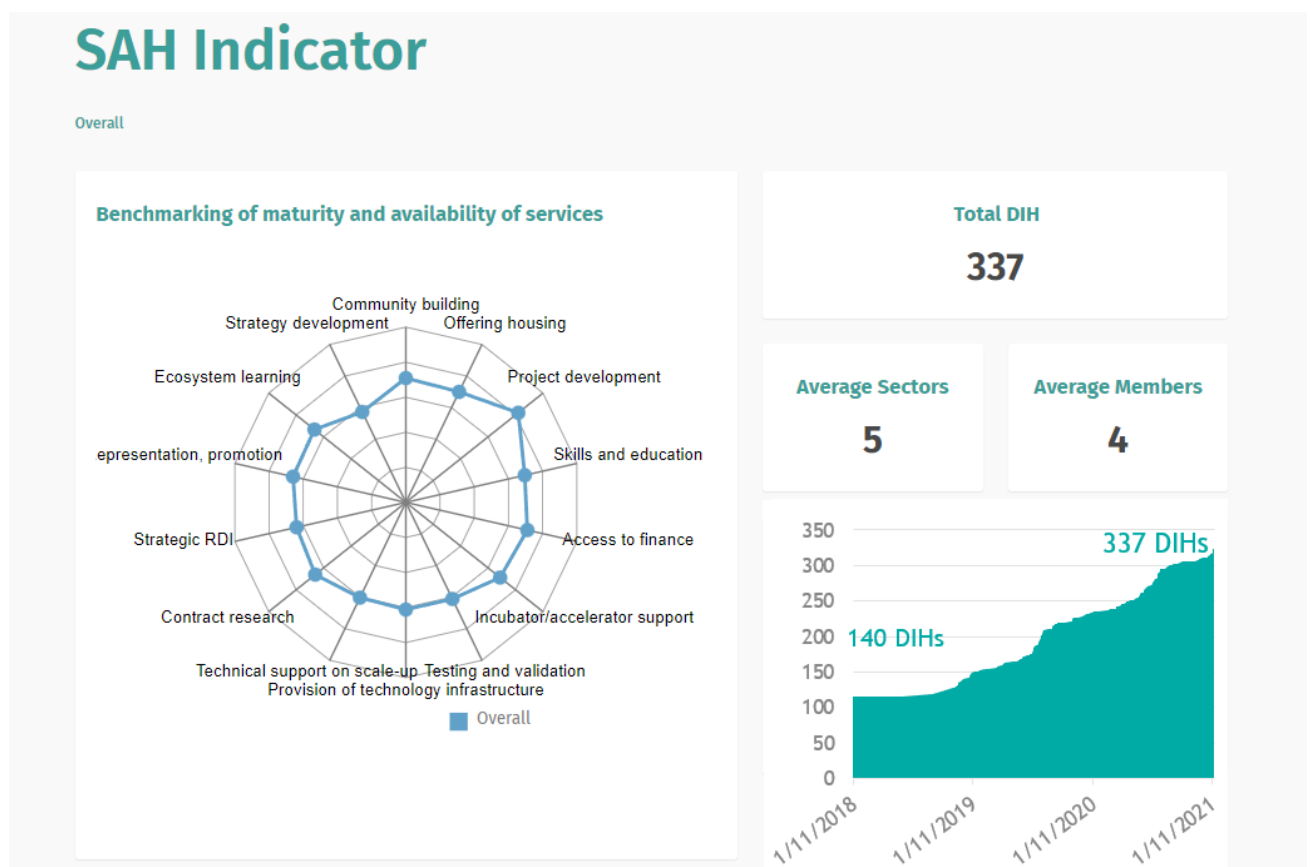 SAH Indicator
Overall
Benchmarking of maturity and availability of services
Community building
Strategy development
Offering housing
Ecosystem learning
Project development
epresentation, promotion
Skills and education
Strategic RDI
Access to finance
Contract research
Incubator/accelerator support
Technical support on scale-up
Testing and validation
Provision of technology infrastructure
Overall
Total DIH
337
Average Sectors
5
Average Members
4
350
300
250
200
150
100
50
0
337 DIHs
140 DIHs
1/11/2018
1/11/2019
1/11/2020
1/11/2021